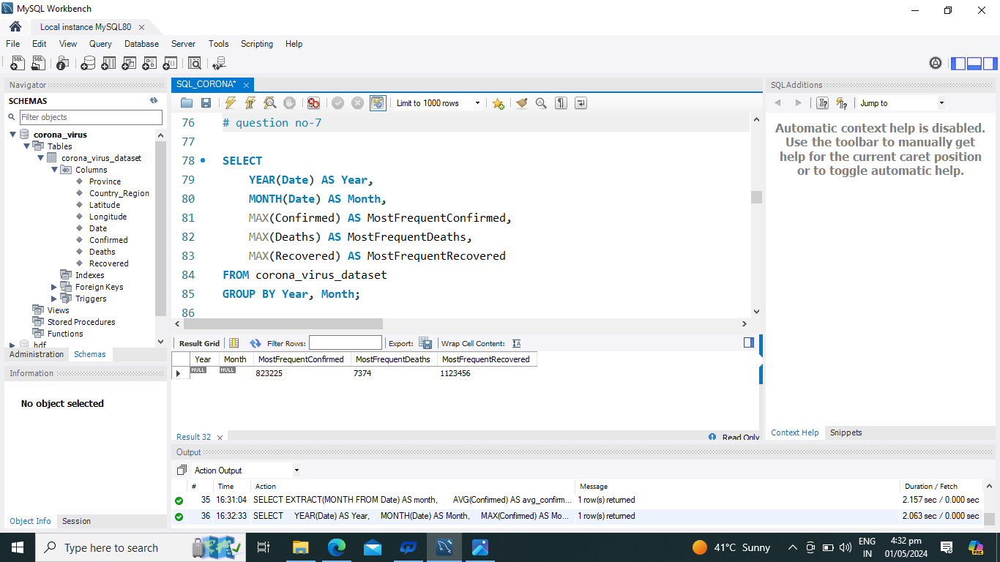 MySQL Workbench
Local instance MySQL80
File Edit View Query Database Server Tools Scripting Help
Navigator
SCHEMAS
Filter objects
corona_virus
Tables
corona_virus_dataset
Columns
Province
Country_Region
Latitude
Longitude
Date
Confirmed
Deaths
Recovered
Indexes
Foreign Keys
Triggers
Views
Stored Procedures
Functions
hdf
Administration Schemas
Information
No object selected
Object Info Session
SQL_CORONA*
Limit to 1000 rows
76 # question no-7
77
78 SELECT
79 YEAR(Date) AS Year,
80 MONTH(Date) AS Month,
81 MAX(Confirmed) AS MostFrequentConfirmed,
82 MAX(Deaths) AS MostFrequentDeaths,
83 MAX(Recovered) AS MostFrequentRecovered
84 FROM corona_virus_dataset
85 GROUP BY Year, Month;
86
Result Grid Filter Rows: Export: Wrap Cell Content:
Year Month MostFrequentConfirmed MostFrequentDeaths MostFrequentRecovered
NULL NULL 823225 7374 1123456
Result 32 Read Only
SQLAdditions
Jump to
Automatic context help is disabled.
Use the toolbar to manually get
help for the current caret position
or to toggle automatic help.
Context Help Snippets
Output
Action Output
# Time Action Message Duration / Fetch
35 16:31:04 SELECT EXTRACT(MONTH FROM Date) AS month, AVG(Confirmed) AS avg_confirm... 1 row(s) returned 2.157 sec / 0.000 sec
36 16:32:33 SELECT YEAR(Date) AS Year, MONTH(Date) AS Month, MAX(Confirmed) AS Mo... 1 row(s) returned 2.063 sec / 0.000 sec
Type here to search
41°C Sunny
ENG
IN
4:32 pm
01/05/2024
PRE